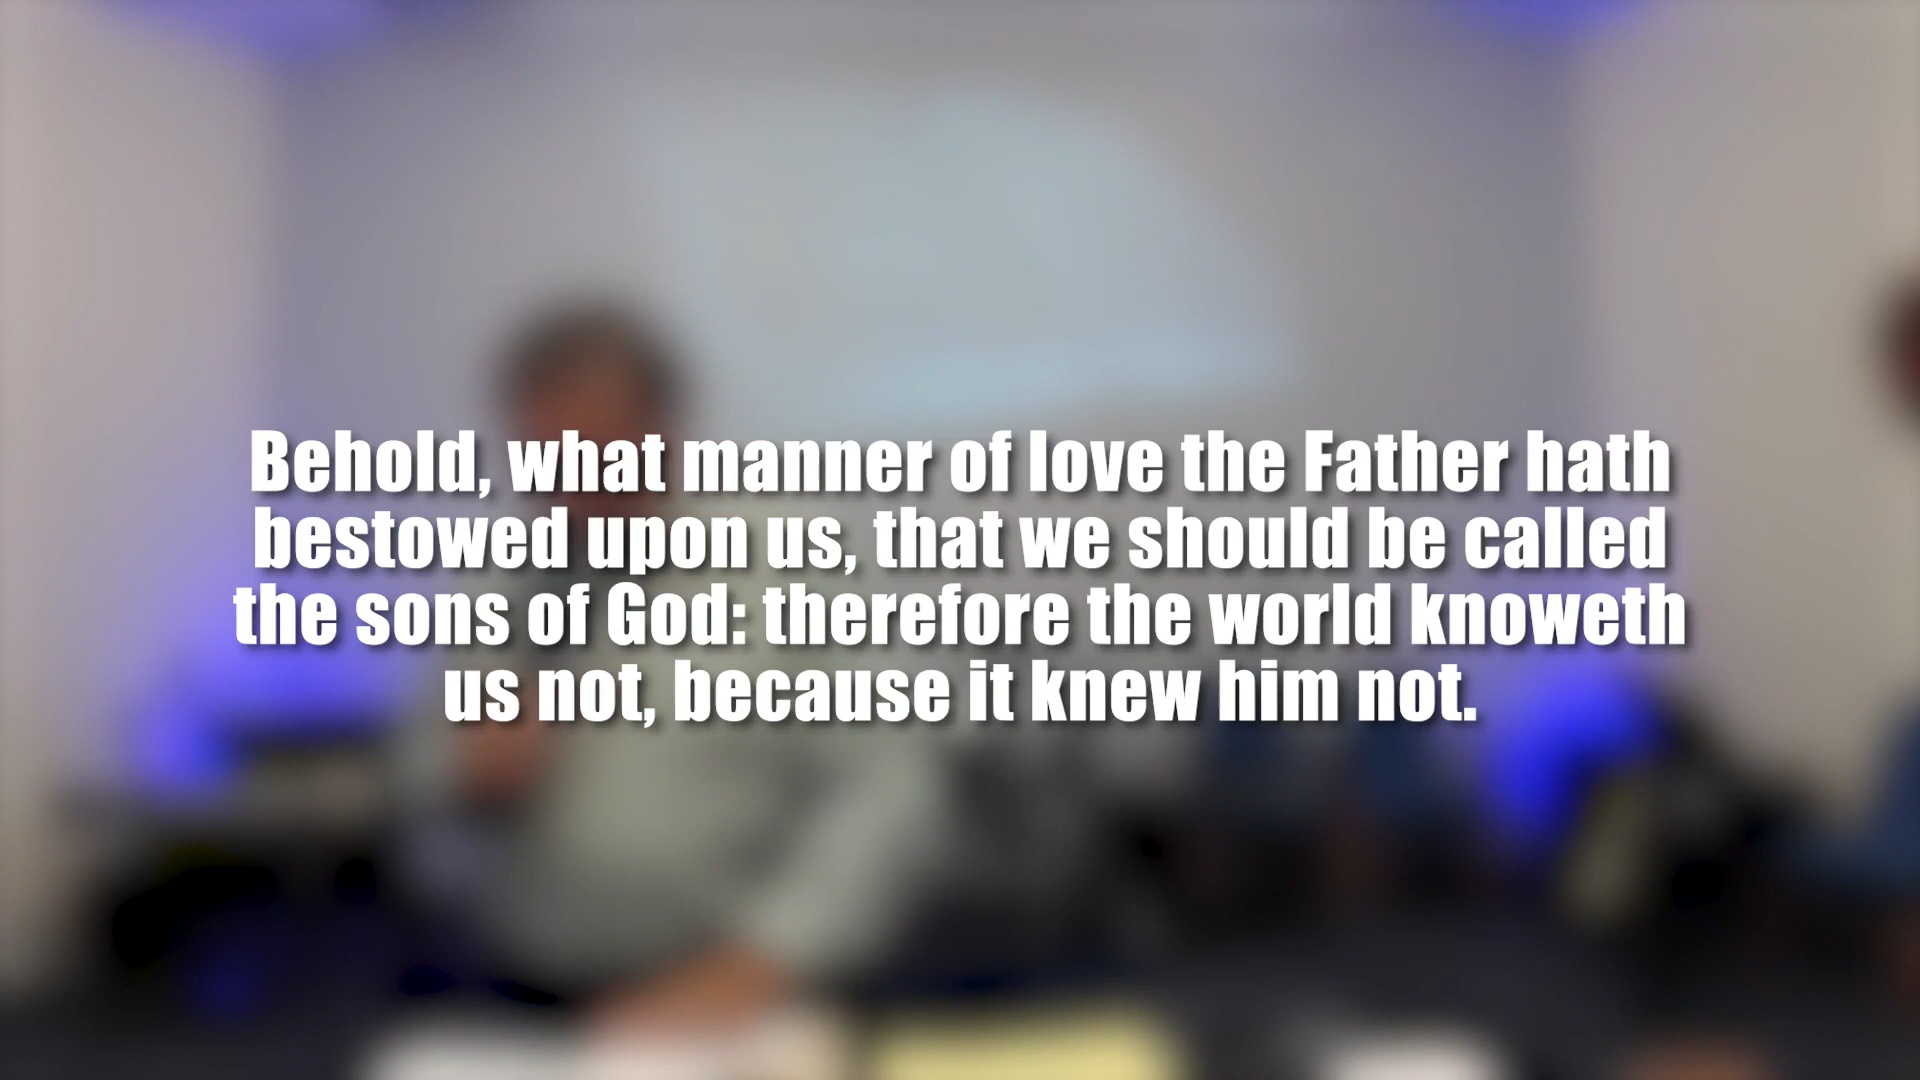 Behold, what manner of love the Father hath
bestowed upon us, that we should be called
the sons of God: therefore the world knoweth
us not, because it knew him not.